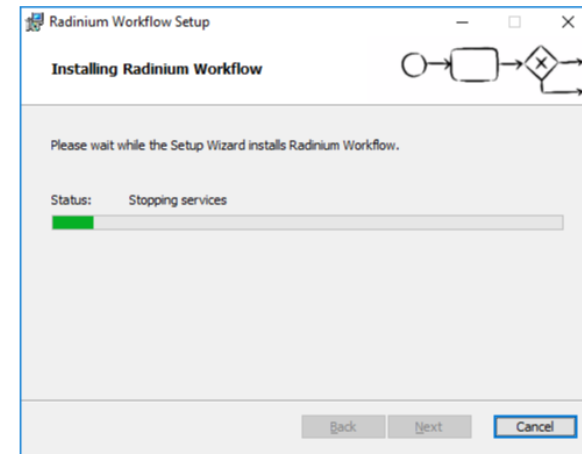 Radinium Workflow Setup
Installing Radinium Workflow
Please wait while the Setup Wizard installs Radinium Workflow.
Status: Stopping services
Back Next Cancel